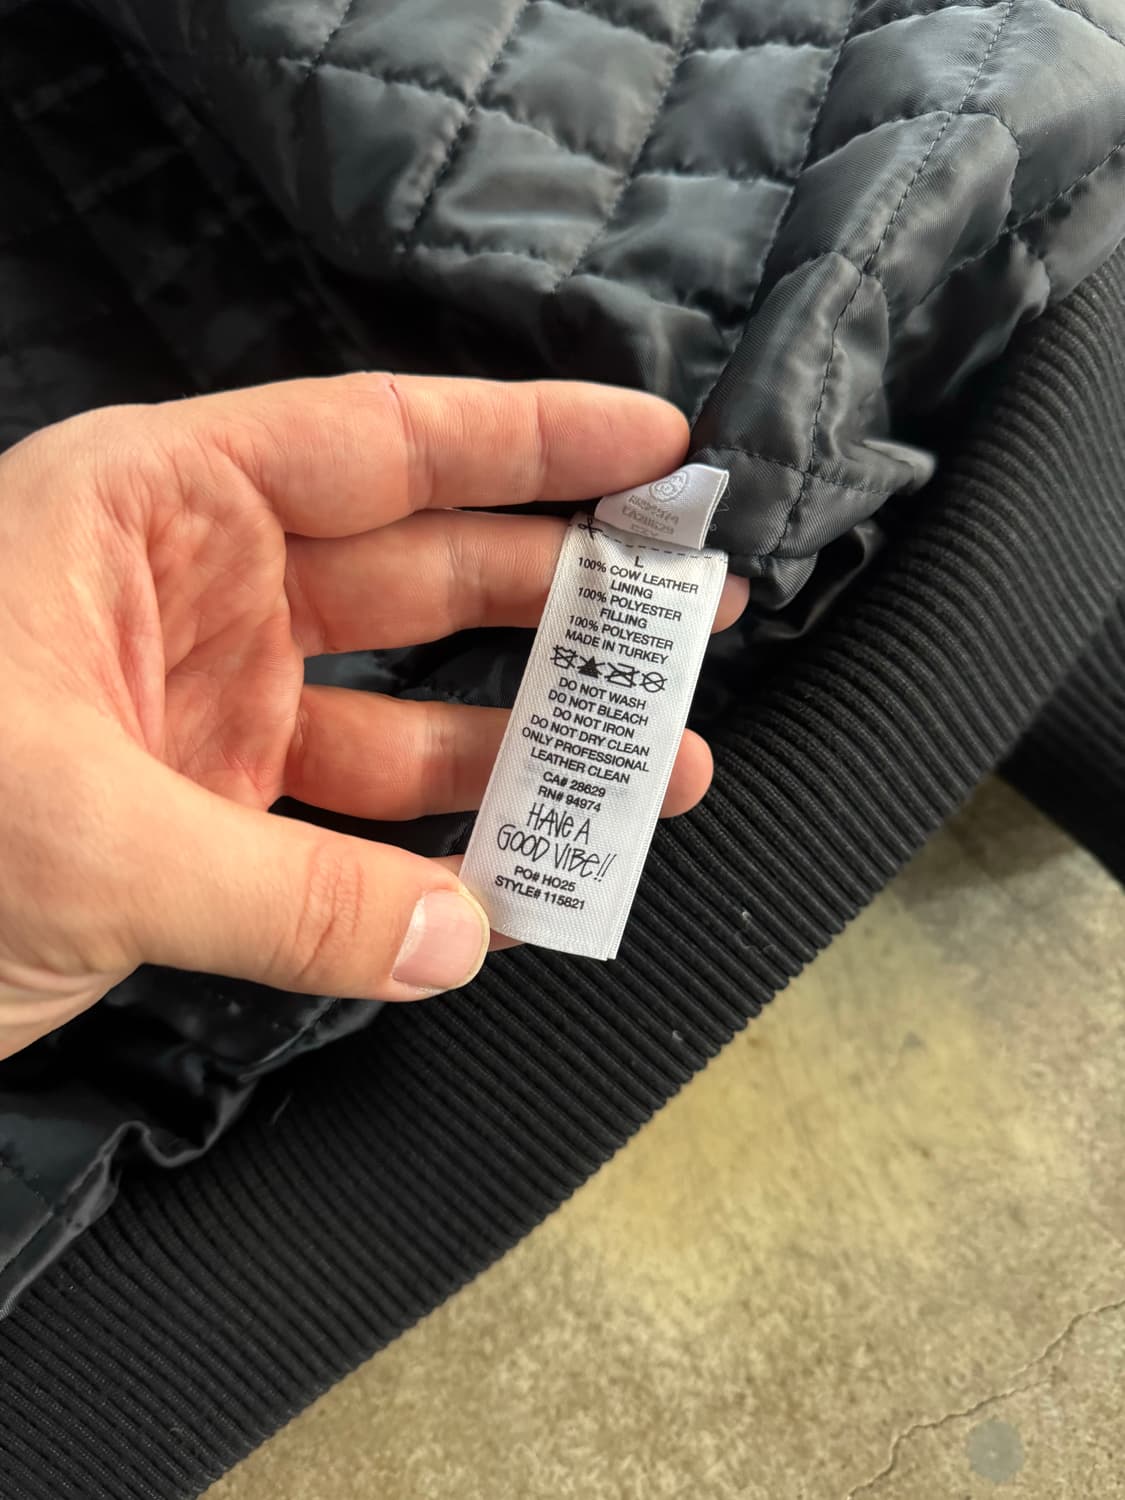 L
100% COW LEATHER
LINING
100% POLYESTER
FILLING
100% POLYESTER
MADE IN TURKEY
DO NOT WASH
DO NOT BLEACH
DO NOT IRON
DO NOT DRY CLEAN
ONLY PROFESSIONAL
LEATHER CLEAN
CA# 28629
RN# 94974
HAVE A
GOOD VIBE!!
PO# HO25
STYLE# 115821